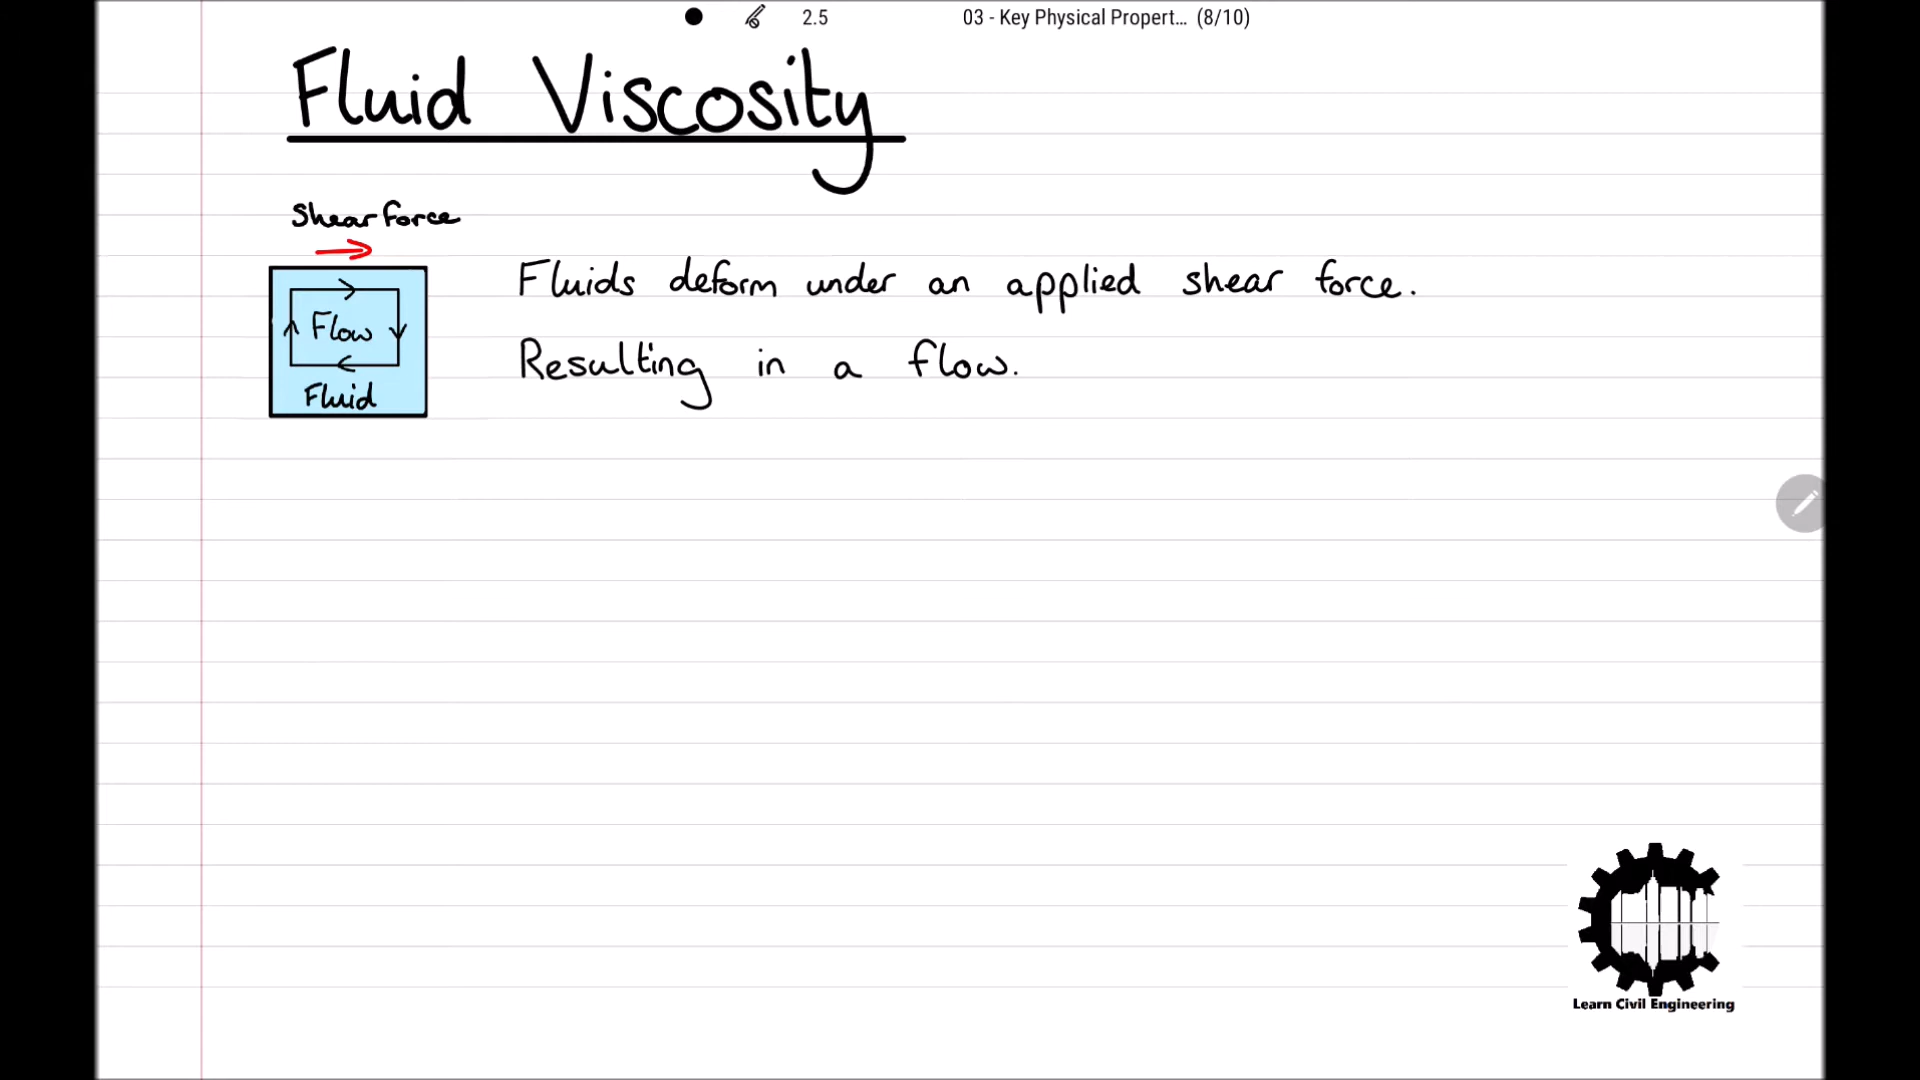 2.5 03 - Key Physical Propert... (8/10)
Fluid Viscosity
Shear force
Fluids deform under an applied shear force.
Flow
Resulting in a flow.
Fluid
Learn Civil Engineering